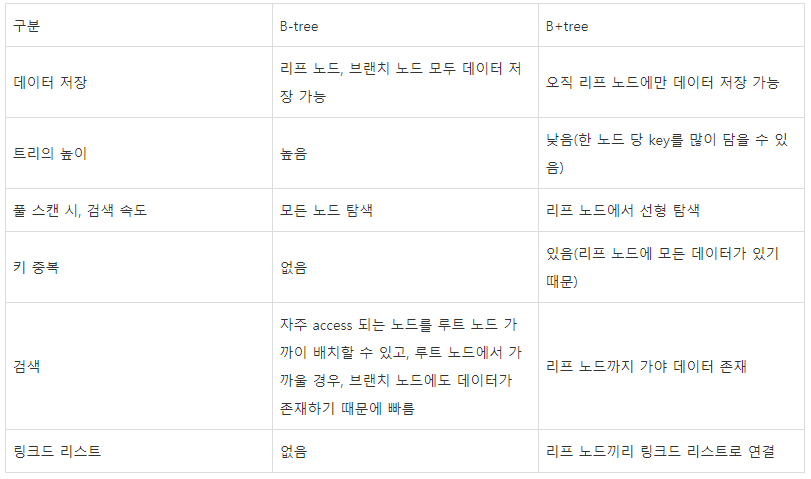 구분
B-tree
B+tree
데이터 저장
리프 노드, 브랜치 노드 모두 데이터 저
장 가능
오직 리프 노드에만 데이터 저장 가능
트리의 높이
높음
낮음(한 노드 당 key를 많이 담을 수 있
음)
풀 스캔 시, 검색 속도
모든 노드 탐색
리프 노드에서 선형 탐색
키 중복
없음
있음(리프 노드에 모든 데이터가 있기
때문)
검색
자주 access 되는 노드를 루트 노드 가
까이 배치할 수 있고, 루트 노드에서 가
까울 경우, 브랜치 노드에도 데이터가
존재하기 때문에 빠름
리프 노드까지 가야 데이터 존재
링크드 리스트
없음
리프 노드끼리 링크드 리스트로 연결